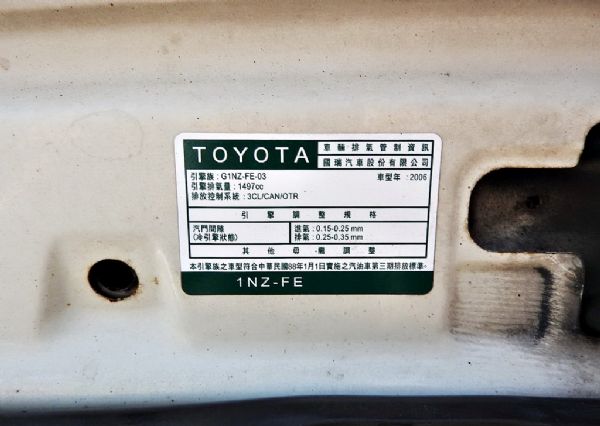 TOYOTA
車輛排氣管制資訊
國瑞汽車股份有限公司
引擎族：G1NZ-FE-03
車型年：2006
引擎排氣量：1497cc
排放控制系統：3CL/CAN/OTR
引擎調整規格
汽門間隙
(冷引擎狀態)
進氣：0.15-0.25 mm
排氣：0.25-0.35 mm
其他毋需調整
本引擎族之車型符合中華民國88年1月1日實施之汽油車第三期排放標準。
1NZ-FE